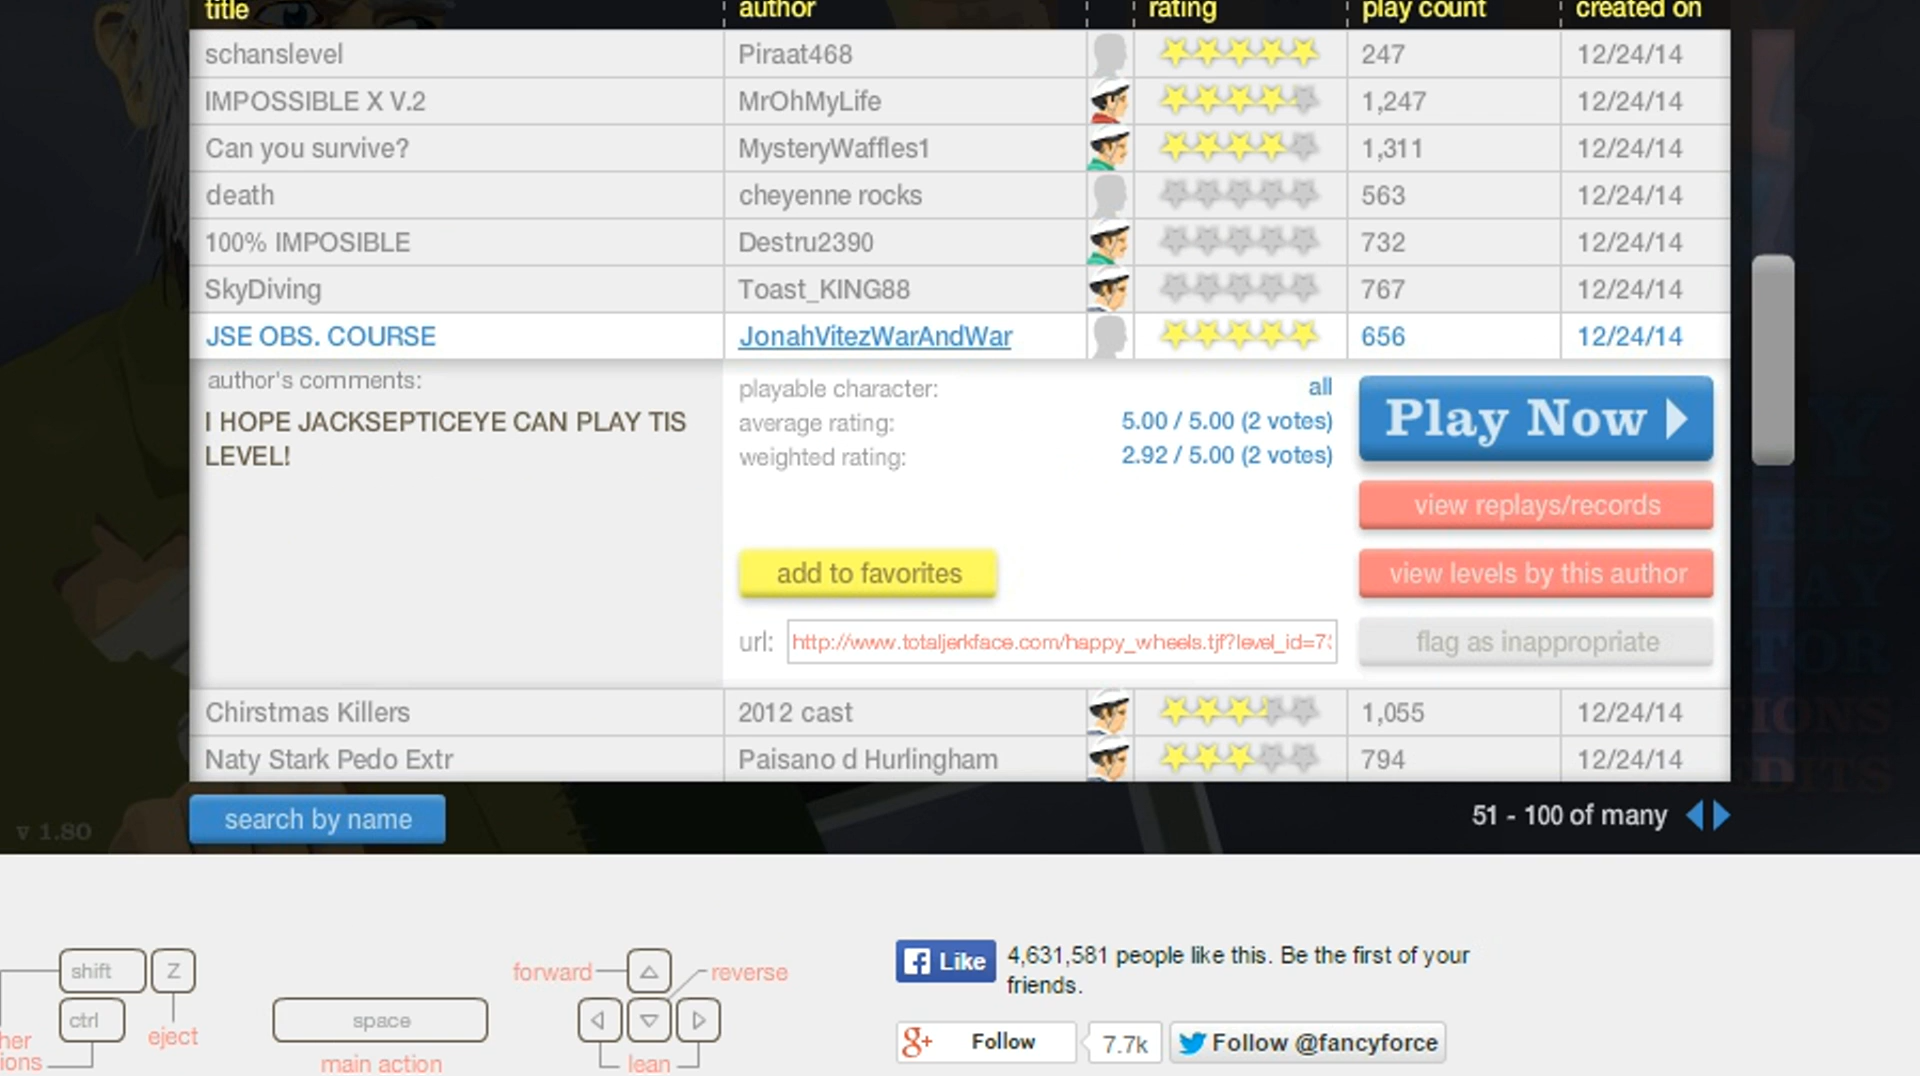 title author rating play count created on
schanslevel Piraat468 247 12/24/14
IMPOSSIBLE X V.2 MrOhMyLife 1,247 12/24/14
Can you survive? MysteryWaffles1 1,311 12/24/14
death cheyenne rocks 563 12/24/14
100% IMPOSIBLE Destru2390 732 12/24/14
SkyDiving Toast_KING88 767 12/24/14
JSE OBS. COURSE JonahVitezWarAndWar 656 12/24/14
author's comments:
I HOPE JACKSEPTICEYE CAN PLAY TIS
LEVEL!
playable character: all
average rating: 5.00 / 5.00 (2 votes)
weighted rating: 2.92 / 5.00 (2 votes)
Play Now
view replays/records
add to favorites
view levels by this author
url: http://www.totaljerkface.com/happy_wheels.tjf?level_id=7
flag as inappropriate
Chirstmas Killers 2012 cast 1,055 12/24/14
Naty Stark Pedo Extr Paisano d Hurlingham 794 12/24/14
search by name
51 - 100 of many
v 1.80
shift Z
ctrl
eject
space
main action
forward
reverse
lean
Like 4,631,581 people like this. Be the first of your
friends.
g+ Follow 7.7k Follow @fancyforce